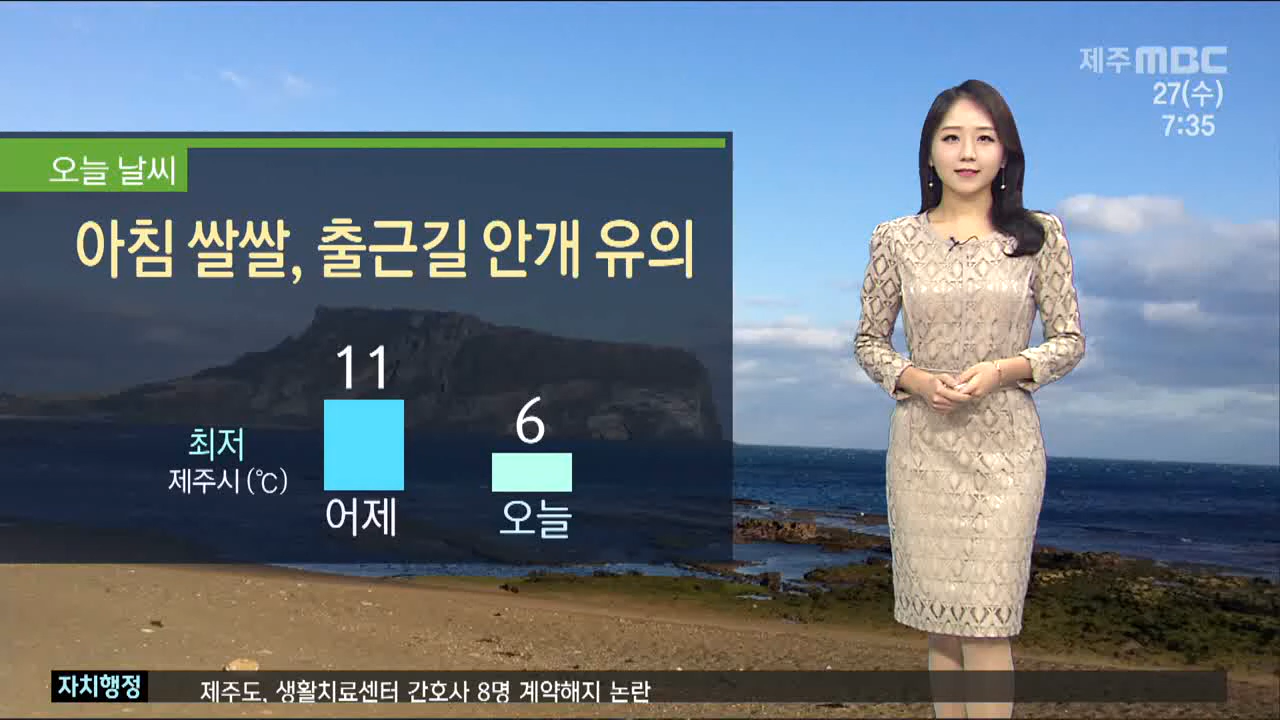 제주MBC
27(수)
7:35
오늘 날씨
아침 쌀쌀, 출근길 안개 유의
11
6
최저
제주시(℃)
어제
오늘
자치행정
제주도, 생활치료센터 간호사 8명 계약해지 논란